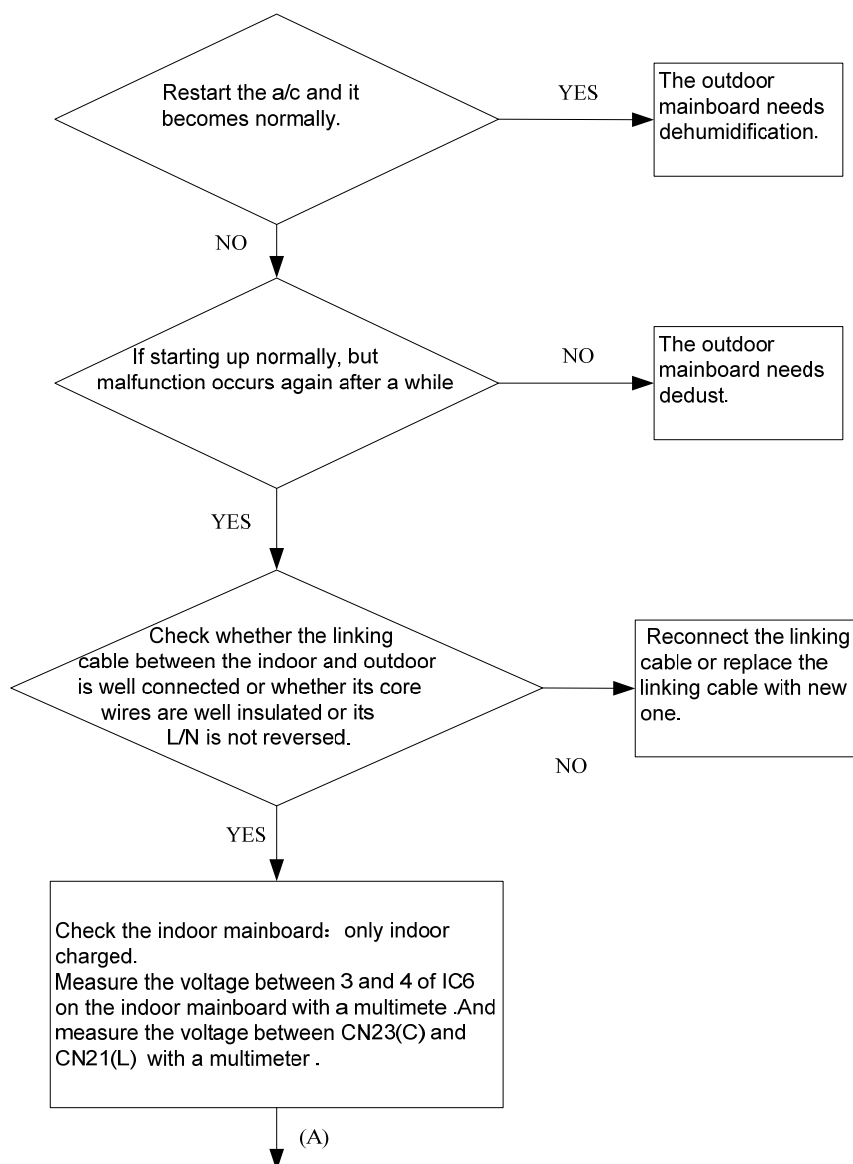 Restart the a/c and it
becomes normally.
YES
The outdoor
mainboard needs
dehumidification.
NO
If starting up normally, but
malfunction occurs again after a while
NO
The outdoor
mainboard needs
dedust.
YES
Check whether the linking
cable between the indoor and outdoor
is well connected or whether its core
wires are well insulated or its
L/N is not reversed.
NO
Reconnect the linking
cable or replace the
linking cable with new
one.
YES
Check the indoor mainboard：only indoor
charged.
Measure the voltage between 3 and 4 of IC6
on the indoor mainboard with a multimete .And
measure the voltage between CN23(C) and
CN21(L) with a multimeter .
(A)